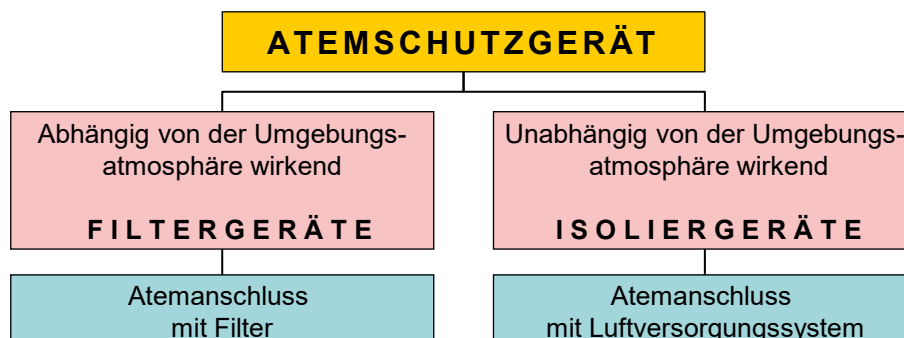 ATEMSCHUTZGERÄT
Abhängig von der Umgebungs-
atmosphäre wirkend
FILTERGERÄTE
Atemanschluss
mit Filter
Unabhängig von der Umgebungs-
atmosphäre wirkend
ISOLIERGERÄTE
Atemanschluss
mit Luftversorgungssystem